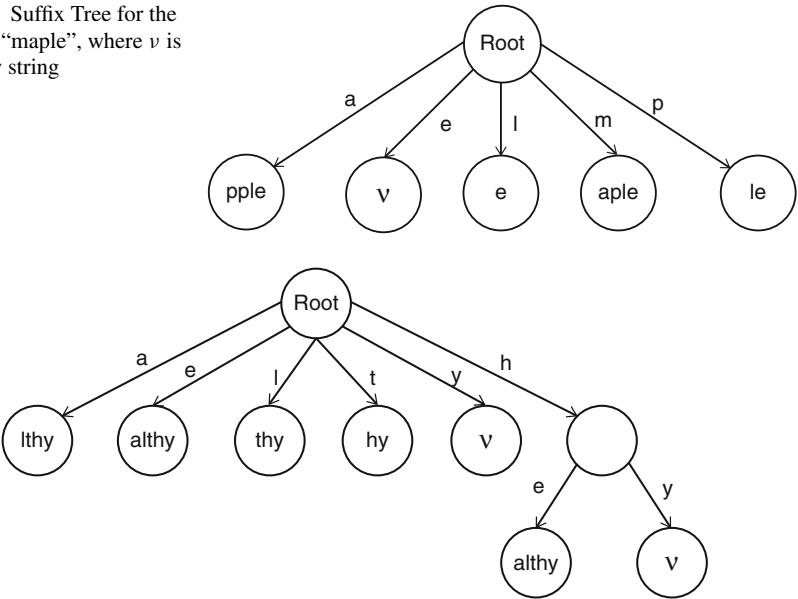 Suffix Tree for the
“maple”, where ν is
string
Root
a
e
l
m
p
pple
ν
e
aple
le
Root
a
e
l
t
y
h
lthy
althy
thy
hy
ν
e
y
althy
ν